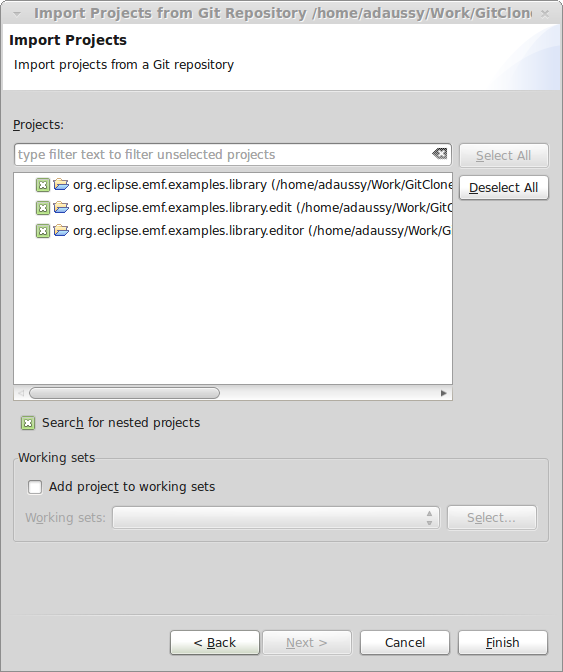 Import Projects from Git Repository /home/adaussy/Work/GitClone
Import Projects
Import projects from a Git repository
Projects:
type filter text to filter unselected projects
Select All
org.eclipse.emf.examples.library (/home/adaussy/Work/GitClone
Deselect All
org.eclipse.emf.examples.library.edit (/home/adaussy/Work/GitC
org.eclipse.emf.examples.library.editor (/home/adaussy/Work/G
Search for nested projects
Working sets
Add project to working sets
Working sets:
Select...
< Back
Next >
Cancel
Finish